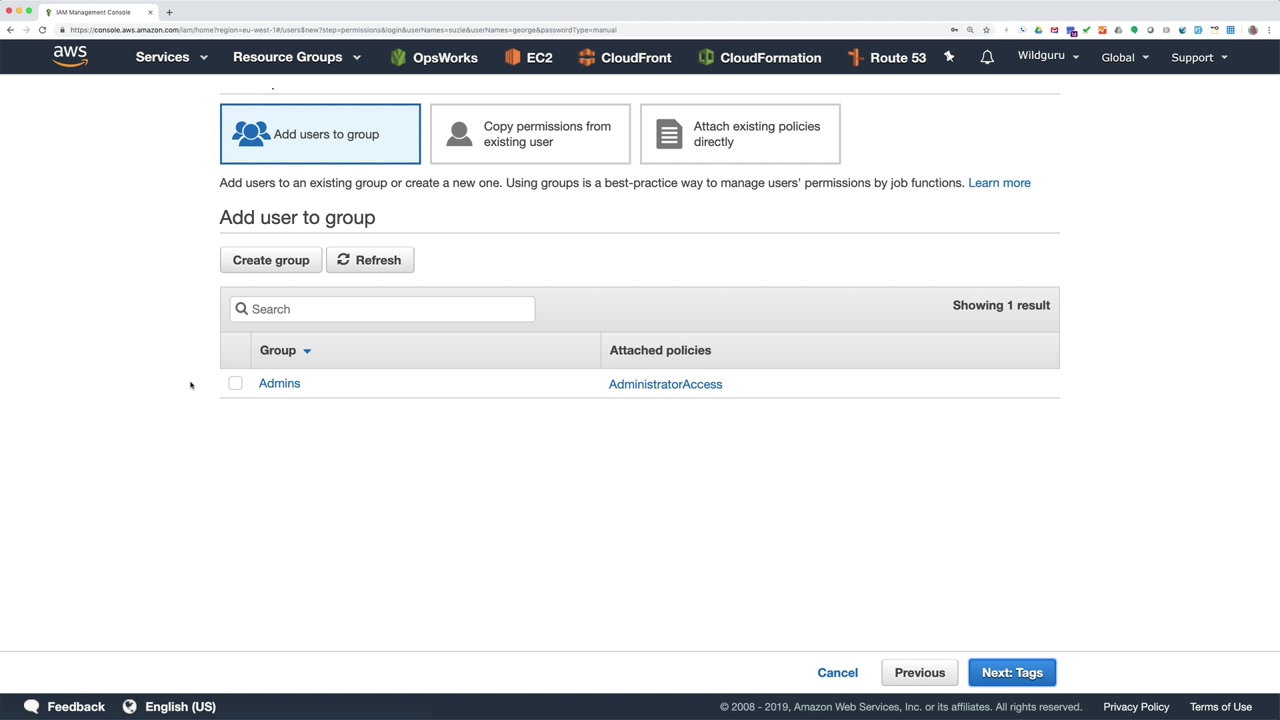 IAM Management Console
https://console.aws.amazon.com/iam/home?region=eu-west-1#/users$new?step=permissions&login&userNames=suzie&userNames=george&passwordType=manual
aws Services Resource Groups OpsWorks EC2 CloudFront CloudFormation Route 53 Wildguru Global Support
Add users to group
Copy permissions from
existing user
Attach existing policies
directly
Add users to an existing group or create a new one. Using groups is a best-practice way to manage users' permissions by job functions. Learn more
Add user to group
Create group Refresh
Search Showing 1 result
Group Attached policies
Admins AdministratorAccess
Cancel Previous Next: Tags
Feedback English (US) © 2008 - 2019, Amazon Web Services, Inc. or its affiliates. All rights reserved. Privacy Policy Terms of Use